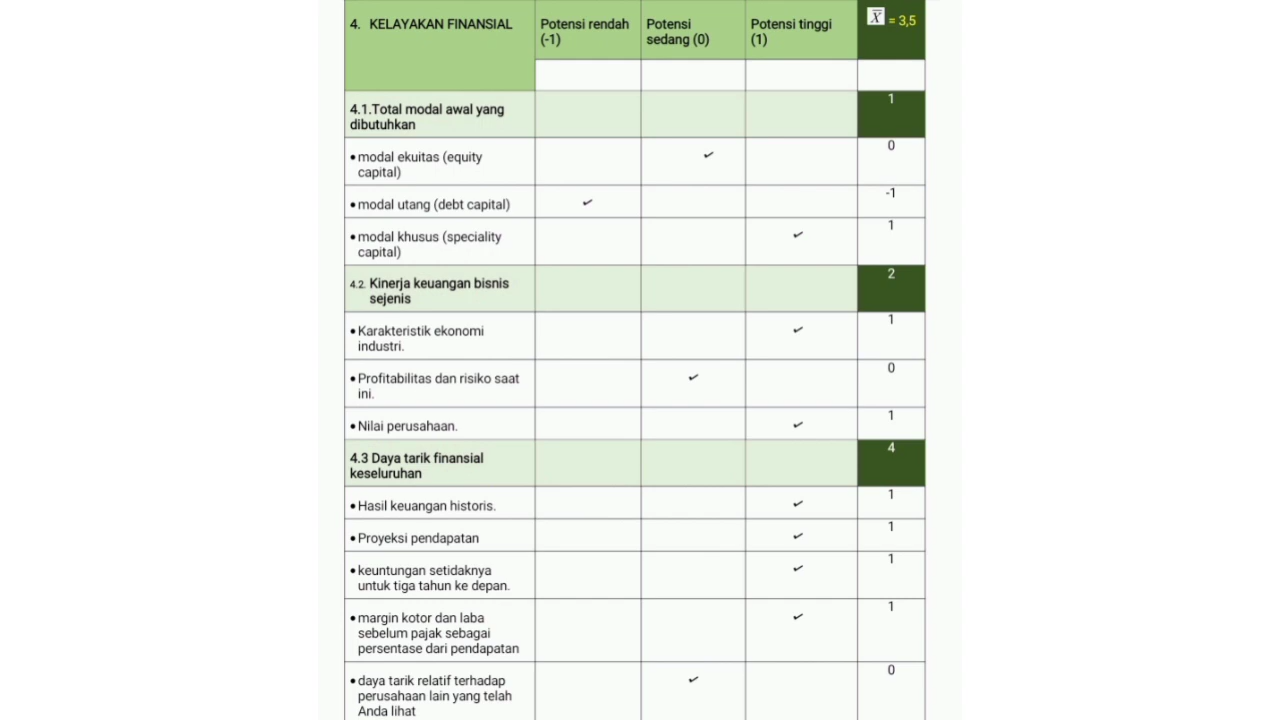 4. KELAYAKAN FINANSIAL
Potensi rendah
(-1)
Potensi
sedang (0)
Potensi tinggi
(1)
X̅ = 3,5
4.1.Total modal awal yang
dibutuhkan
1
• modal ekuitas (equity
capital)
✓
0
• modal utang (debt capital)
✓
-1
• modal khusus (speciality
capital)
✓
1
4.2. Kinerja keuangan bisnis
sejenis
2
• Karakteristik ekonomi
industri.
✓
1
• Profitabilitas dan risiko saat
ini.
✓
0
• Nilai perusahaan.
✓
1
4.3 Daya tarik finansial
keseluruhan
4
• Hasil keuangan historis.
✓
1
• Proyeksi pendapatan
✓
1
• keuntungan setidaknya
untuk tiga tahun ke depan.
✓
1
• margin kotor dan laba
sebelum pajak sebagai
persentase dari pendapatan
✓
1
• daya tarik relatif terhadap
perusahaan lain yang telah
Anda lihat
✓
0